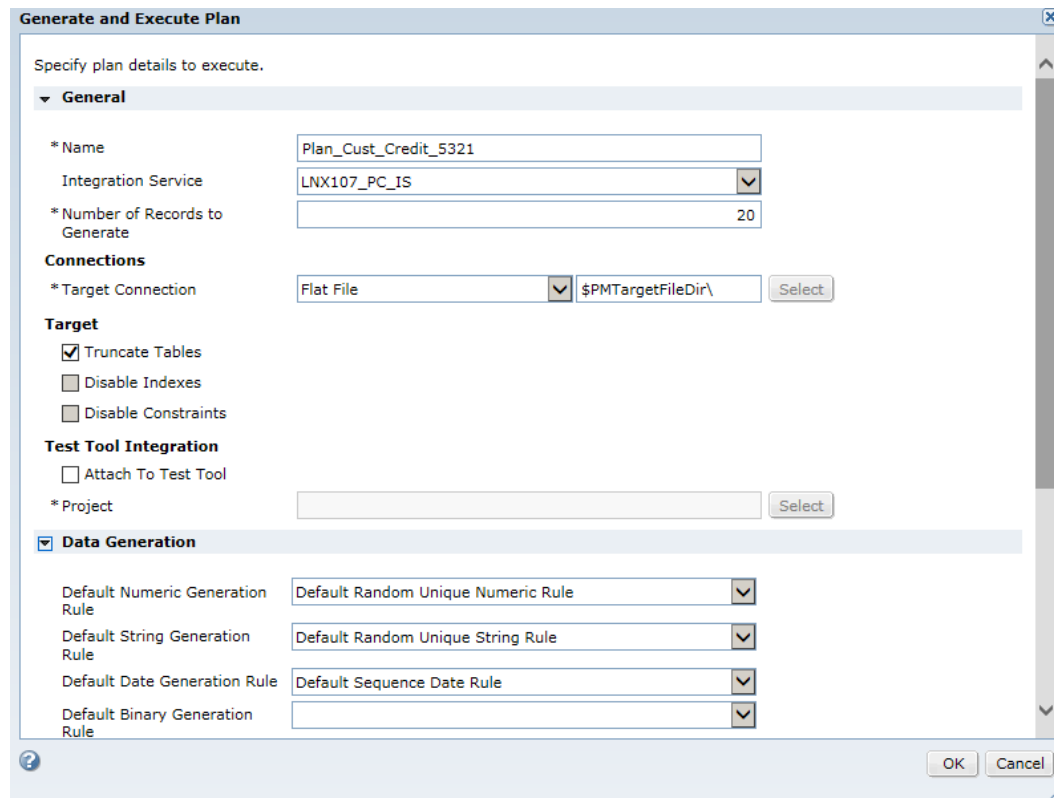 Generate and Execute Plan
Specify plan details to execute.
General
* Name
Plan_Cust_Credit_5321
Integration Service
LNX107_PC_IS
* Number of Records to
Generate
20
Connections
* Target Connection
Flat File
$PMTargetFileDir\
Select
Target
Truncate Tables
Disable Indexes
Disable Constraints
Test Tool Integration
Attach To Test Tool
* Project
Select
Data Generation
Default Numeric Generation
Rule
Default Random Unique Numeric Rule
Default String Generation
Rule
Default Random Unique String Rule
Default Date Generation Rule
Default Sequence Date Rule
Default Binary Generation
Rule
?
OK
Cancel